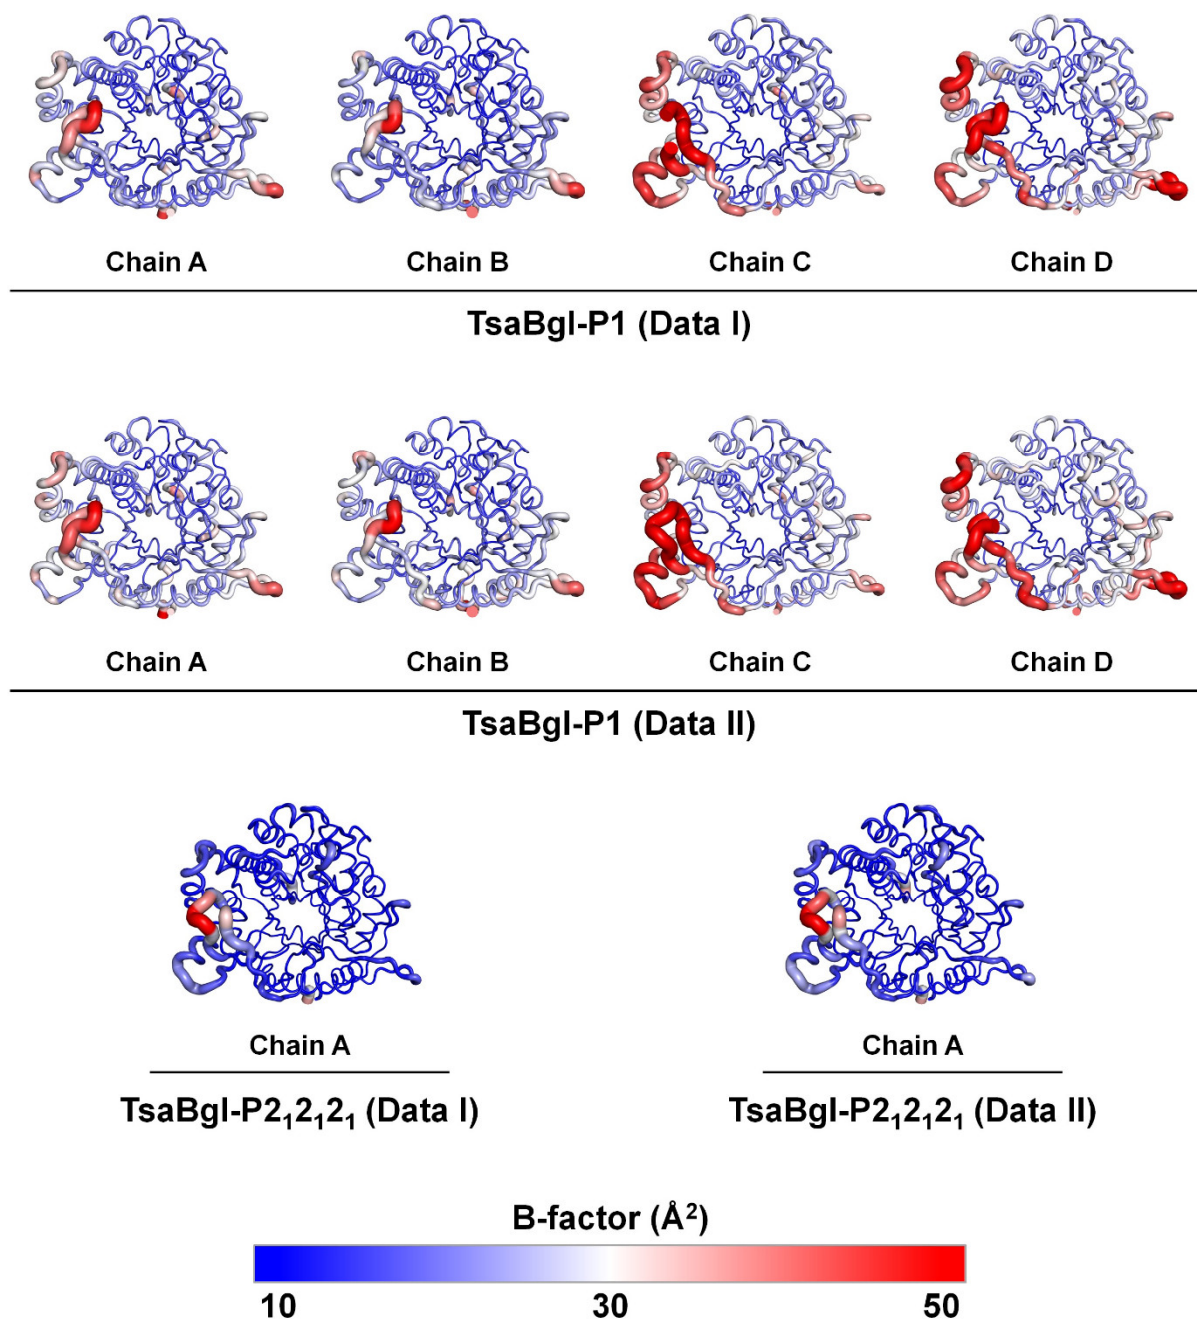 Chain A Chain B Chain C Chain D
TsaBgl-P1 (Data I)
Chain A Chain B Chain C Chain D
TsaBgl-P1 (Data II)
Chain A Chain A
TsaBgl-P2₁2₁2₁ (Data I) TsaBgl-P2₁2₁2₁ (Data II)
B-factor (Å²)
10 30 50